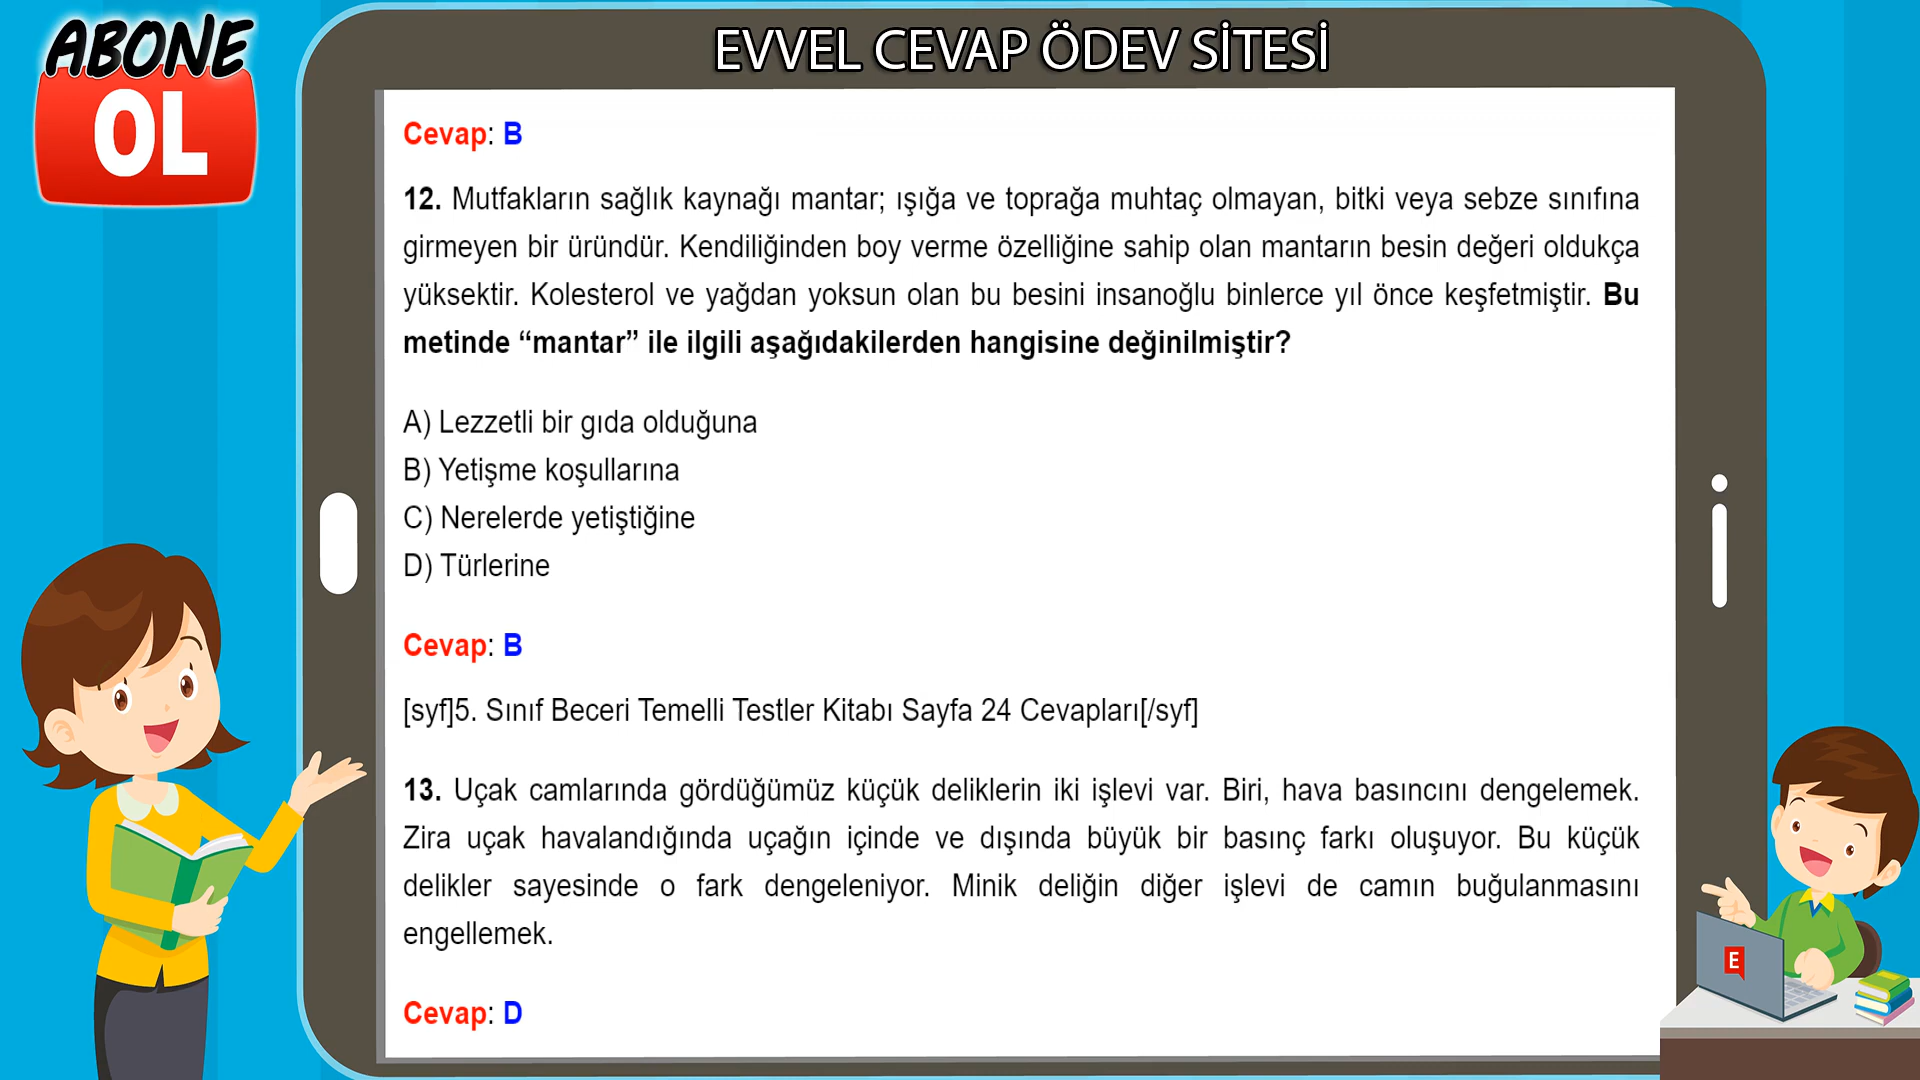 ABONE
OL
EVVEL CEVAP ÖDEV SİTESİ
Cevap: B
12. Mutfakların sağlık kaynağı mantar; ışığa ve toprağa muhtaç olmayan, bitki veya sebze sınıfına
girmeyen bir üründür. Kendiliğinden boy verme özelliğine sahip olan mantarın besin değeri oldukça
yüksektir. Kolesterol ve yağdan yoksun olan bu besini insanoğlu binlerce yıl önce keşfetmiştir. Bu
metinde “mantar” ile ilgili aşağıdakilerden hangisine değinilmiştir?
A) Lezzetli bir gıda olduğuna
B) Yetişme koşullarına
C) Nerelerde yetiştiğine
D) Türlerine
Cevap: B
[syf]5. Sınıf Beceri Temelli Testler Kitabı Sayfa 24 Cevapları[/syf]
13. Uçak camlarında gördüğümüz küçük deliklerin iki işlevi var. Biri, hava basıncını dengelemek.
Zira uçak havalandığında uçağın içinde ve dışında büyük bir basınç farkı oluşuyor. Bu küçük
delikler sayesinde o fark dengeleniyor. Minik deliğin diğer işlevi de camın buğulanmasını
engellemek.
Cevap: D
E